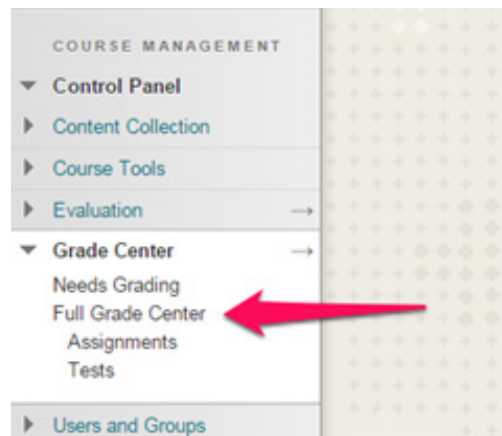 COURSE MANAGEMENT
Control Panel
Content Collection
Course Tools
Evaluation
Grade Center
Needs Grading
Full Grade Center
Assignments
Tests
Users and Groups